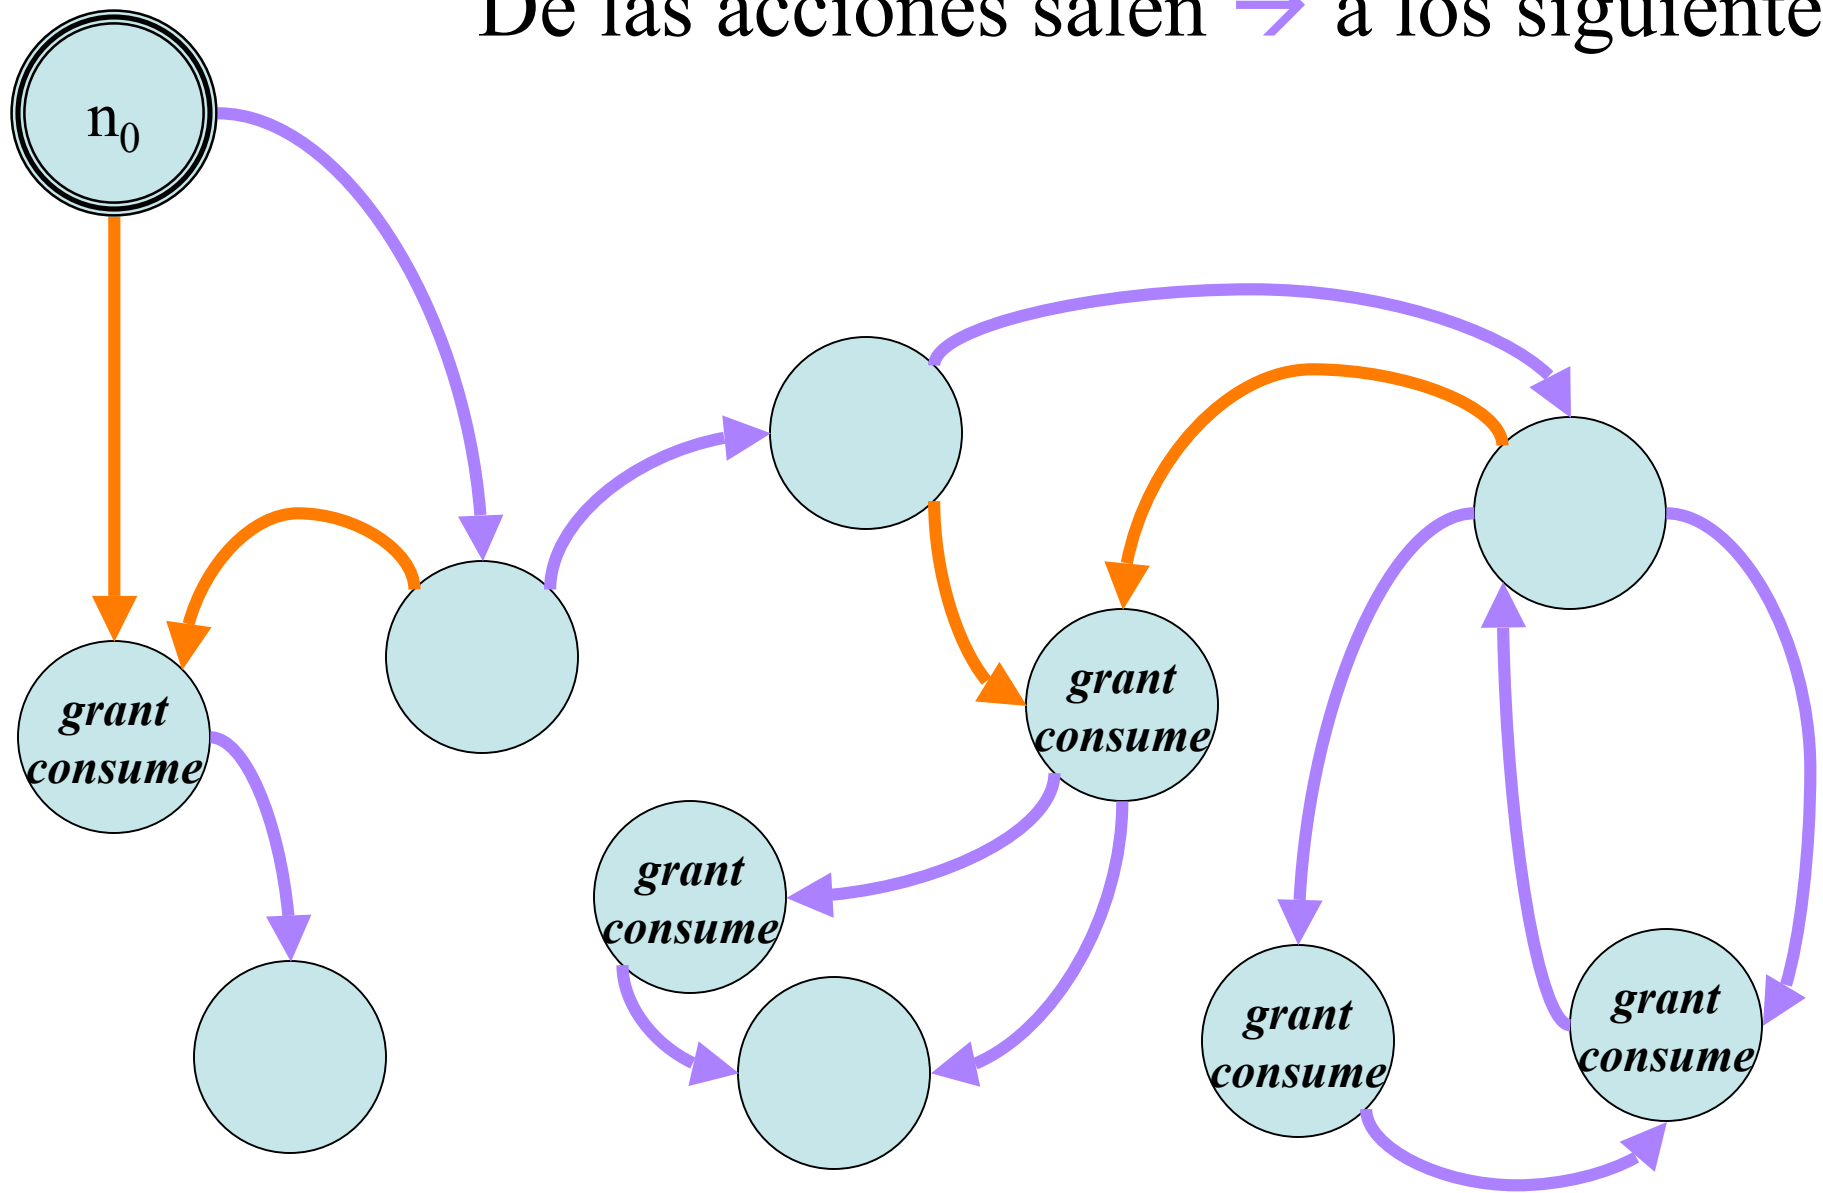 De las acciones salen → a los siguiente
n₀
grant
consume
grant
consume
grant
consume
grant
consume
grant
consume